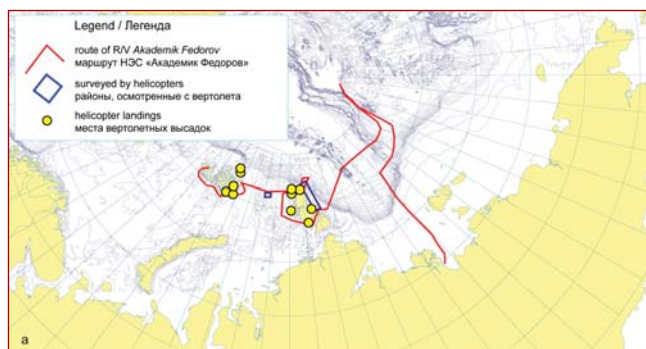 Legend / Легенда
route of R/V Akademik Fedorov
маршрут НЭС «Академик Федоров»
surveyed by helicopters
районы, осмотренные с вертолета
helicopter landings
места вертолетных высадок
а